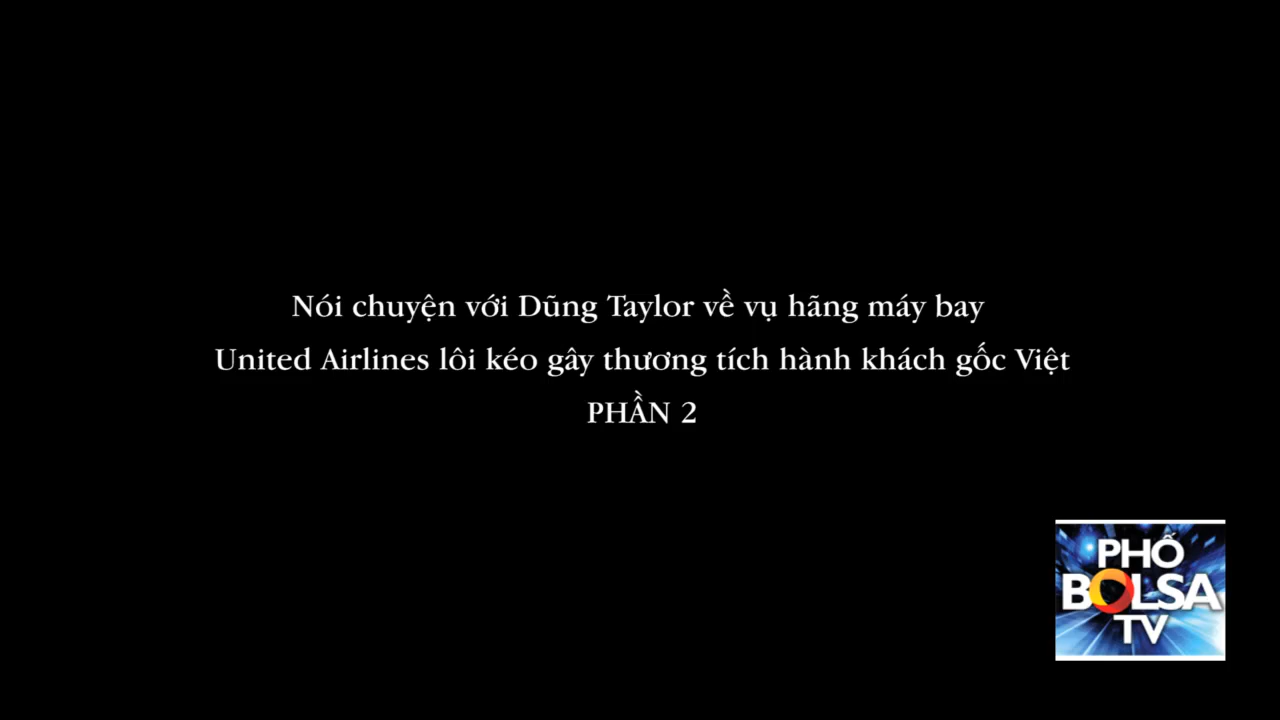 Nói chuyện với Dũng Taylor về vụ hãng máy bay
United Airlines lôi kéo gây thương tích hành khách gốc Việt
PHẦN 2
PHỐ
BOLSA
TV